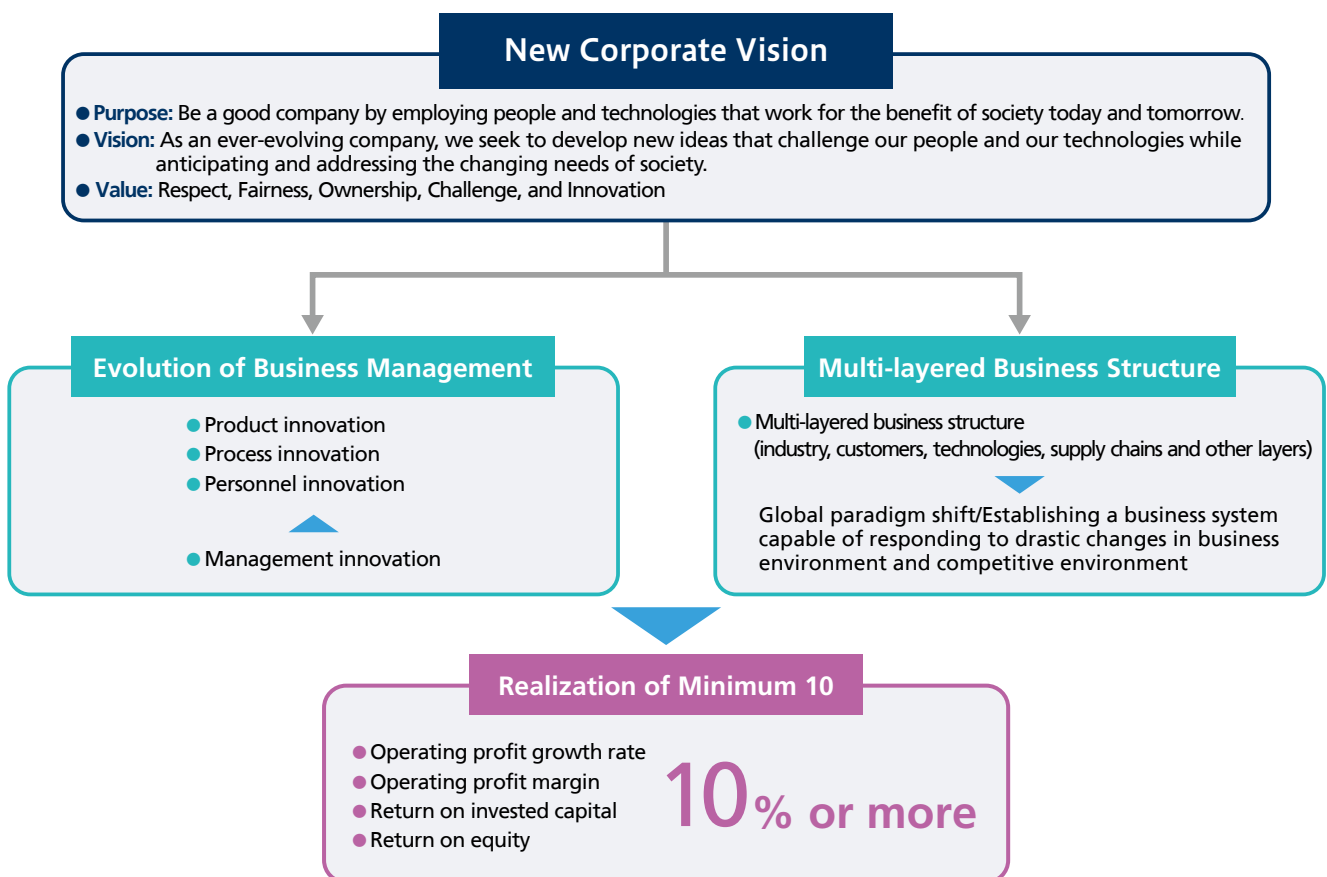 New Corporate Vision
● Purpose: Be a good company by employing people and technologies that work for the benefit of society today and tomorrow.
● Vision: As an ever-evolving company, we seek to develop new ideas that challenge our people and our technologies while
anticipating and addressing the changing needs of society.
● Value: Respect, Fairness, Ownership, Challenge, and Innovation
Evolution of Business Management
● Product innovation
● Process innovation
● Personnel innovation
● Management innovation
Multi-layered Business Structure
● Multi-layered business structure
(industry, customers, technologies, supply chains and other layers)
Global paradigm shift/Establishing a business system
capable of responding to drastic changes in business
environment and competitive environment
Realization of Minimum 10
● Operating profit growth rate
● Operating profit margin
● Return on invested capital
● Return on equity
10% or more